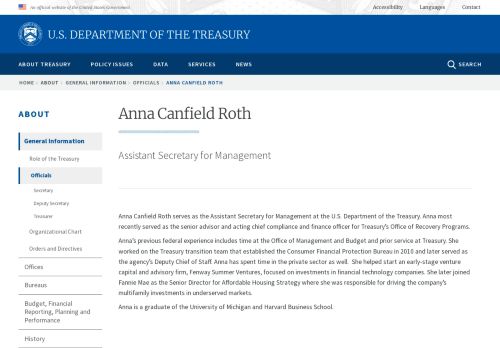 An official website of the United States Government
Accessibility Languages Contact
U.S. DEPARTMENT OF THE TREASURY
ABOUT TREASURY POLICY ISSUES DATA SERVICES NEWS SEARCH
HOME › ABOUT › GENERAL INFORMATION › OFFICIALS › ANNA CANFIELD ROTH
ABOUT
General Information
Role of the Treasury
Officials
Secretary
Deputy Secretary
Treasurer
Organizational Chart
Orders and Directives
Offices
Bureaus
Budget, Financial
Reporting, Planning and
Performance
History
Anna Canfield Roth
Assistant Secretary for Management
Anna Canfield Roth serves as the Assistant Secretary for Management at the U.S. Department of the Treasury. Anna most
recently served as the senior advisor and acting chief compliance and finance officer for Treasury's Office of Recovery Programs.
Anna's previous federal experience includes time at the Office of Management and Budget and prior service at Treasury. She
worked on the Treasury transition team that established the Consumer Financial Protection Bureau in 2010 and later served as
the agency's Deputy Chief of Staff. Anna has spent time in the private sector as well. She helped start an early-stage venture
capital and advisory firm, Fenway Summer Ventures, focused on investments in financial technology companies. She later joined
Fannie Mae as the Senior Director for Affordable Housing Strategy where she was responsible for driving the company's
multifamily investments in underserved markets.
Anna is a graduate of the University of Michigan and Harvard Business School.